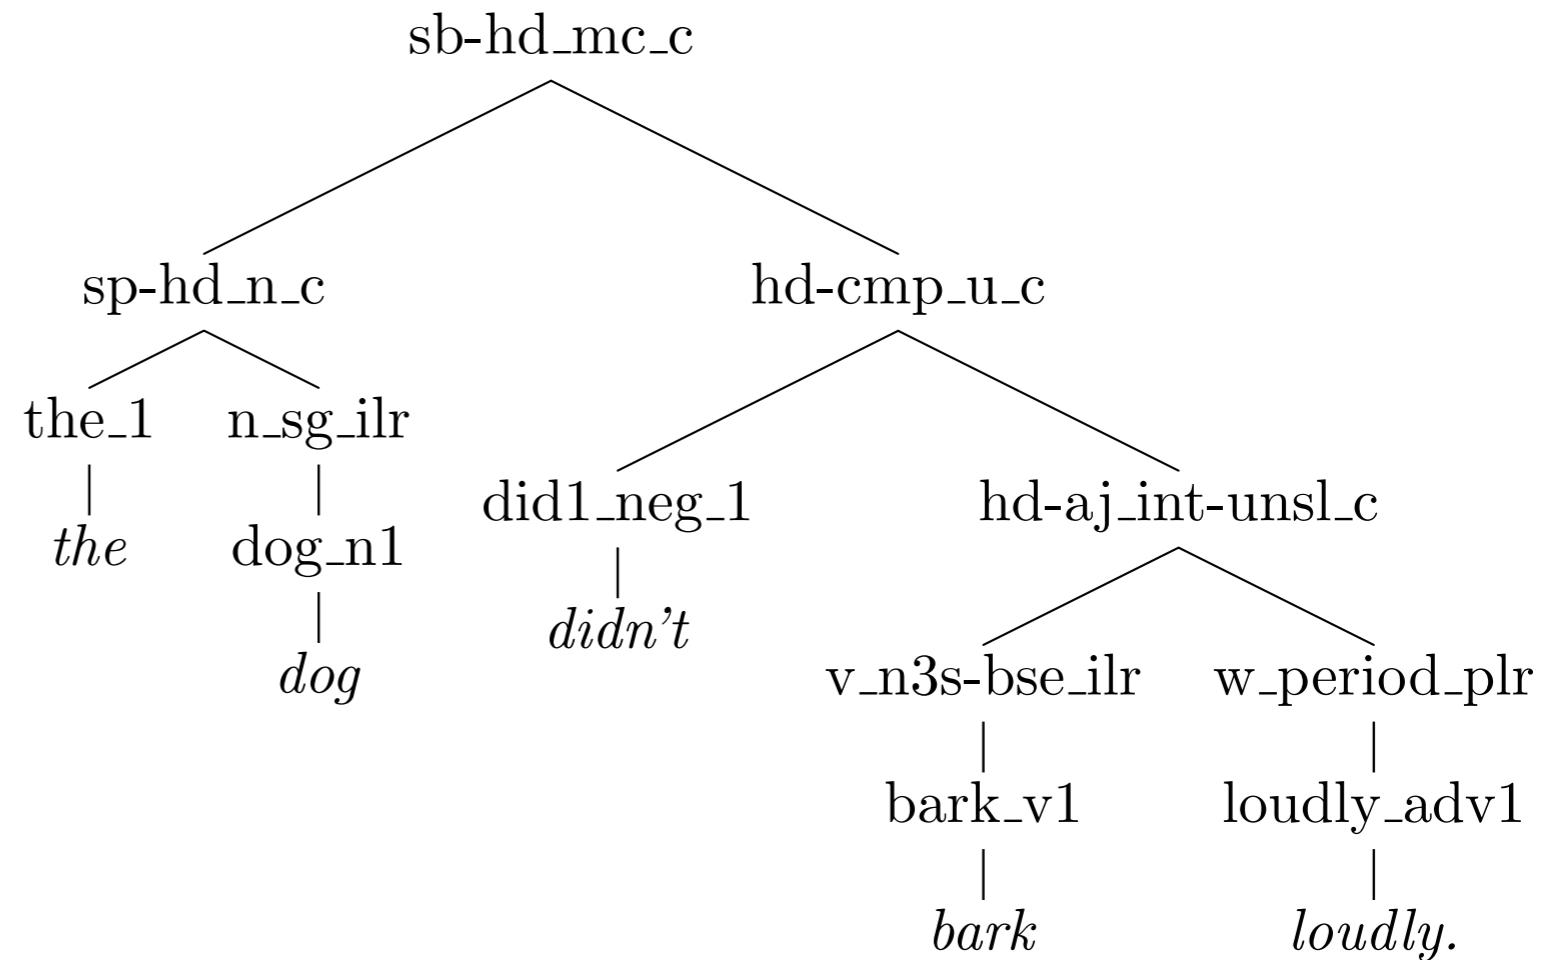 sb-hd_mc_c
sp-hd_n_c hd-cmp_u_c
the_1 n_sg_ilr
did1_neg_1 hd-aj_int-unsl_c
the dog_n1
didn't
dog v_n3s-bse_ilr w_period_plr
bark_v1 loudly_adv1
bark loudly.